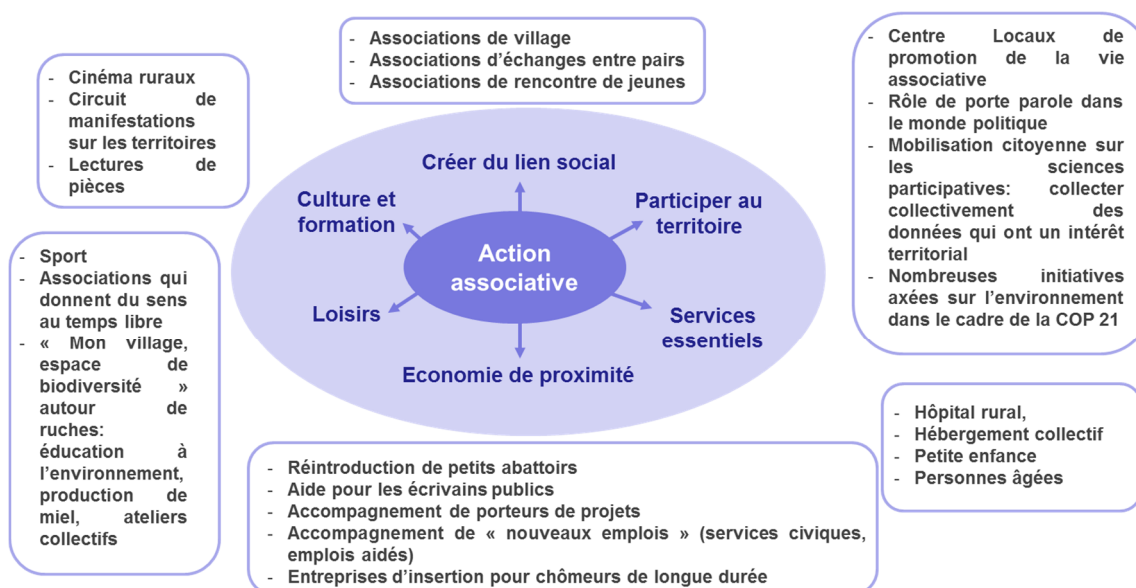 - Associations de village
- Associations d'échanges entre pairs
- Associations de rencontre de jeunes
- Cinéma ruraux
- Circuit de
manifestations
sur les territoires
- Lectures de
pièces
- Centre Locaux de
promotion de la vie
associative
- Rôle de porte parole dans
le monde politique
- Mobilisation citoyenne sur
les sciences
participatives: collecter
collectivement des
données qui ont un intérêt
territorial
- Nombreuses initiatives
axées sur l'environnement
dans le cadre de la COP 21
Créer du lien social
Culture et
formation
Participer au
territoire
Action
associative
Loisirs
Services
essentiels
Economie de proximité
- Sport
- Associations qui
donnent du sens
au temps libre
- « Mon village,
espace de
biodiversité »
autour de
ruches:
éducation à
l'environnement,
production de
miel, ateliers
collectifs
- Hôpital rural,
- Hébergement collectif
- Petite enfance
- Personnes âgées
- Réintroduction de petits abattoirs
- Aide pour les écrivains publics
- Accompagnement de porteurs de projets
- Accompagnement de « nouveaux emplois » (services civiques,
emplois aidés)
- Entreprises d'insertion pour chômeurs de longue durée